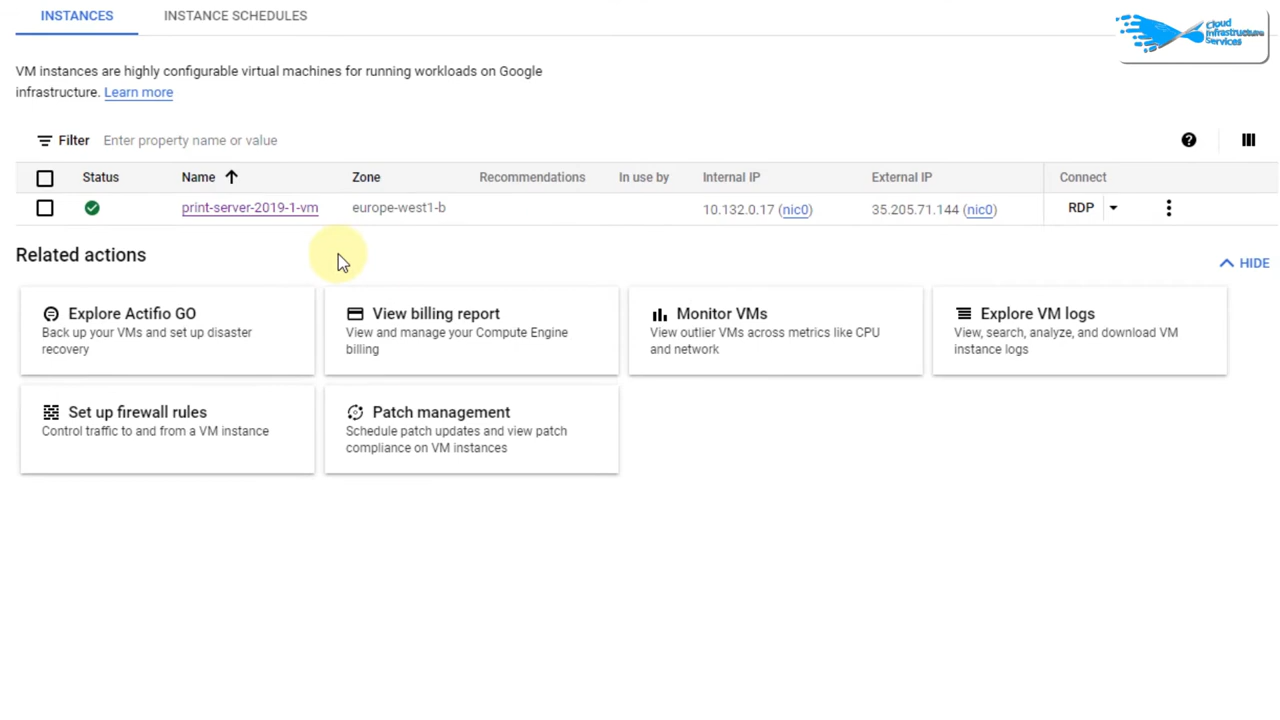 INSTANCES INSTANCE SCHEDULES
Cloud
Infrastructure
Services
VM instances are highly configurable virtual machines for running workloads on Google
infrastructure. Learn more
Filter Enter property name or value
Status Name Zone Recommendations In use by Internal IP External IP Connect
print-server-2019-1-vm europe-west1-b 10.132.0.17 (nic0) 35.205.71.144 (nic0) RDP
Related actions
HIDE
Explore Actifio GO
Back up your VMs and set up disaster
recovery
View billing report
View and manage your Compute Engine
billing
Monitor VMs
View outlier VMs across metrics like CPU
and network
Explore VM logs
View, search, analyze, and download VM
instance logs
Set up firewall rules
Control traffic to and from a VM instance
Patch management
Schedule patch updates and view patch
compliance on VM instances